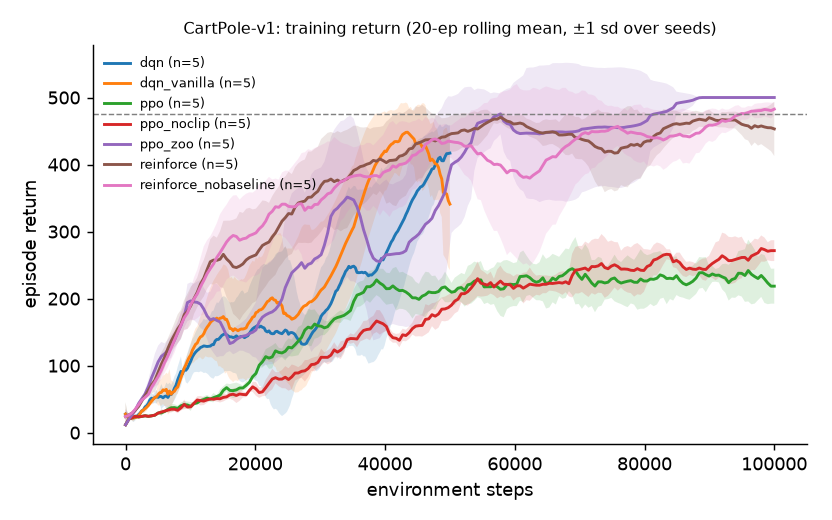 CartPole-v1: training return (20-ep rolling mean, ±1 sd over seeds)
dqn (n=5)
dqn_vanilla (n=5)
ppo (n=5)
ppo_noclip (n=5)
ppo_zoo (n=5)
reinforce (n=5)
reinforce_nobaseline (n=5)
episode return
500
400
300
200
100
0
0
20000
40000
60000
80000
100000
environment steps